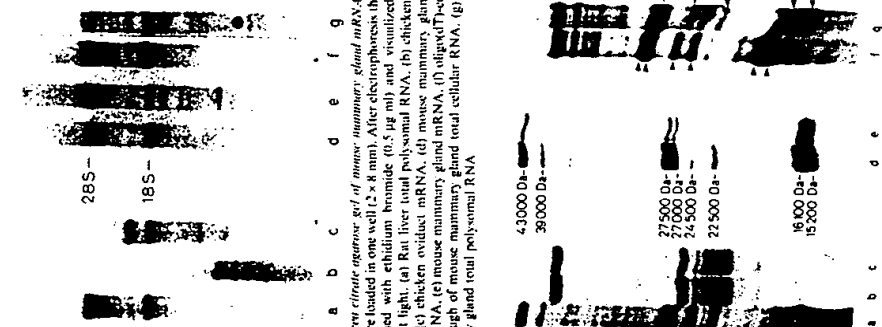 28S–
18S–
a b c d e f g
citrate agarose gel of mouse mammary gland mRNA
re loaded in one well (2 × 8 mm). After electrophoresis th
ed with ethidium bromide (0.5 µg ml) and visualized
t light. (a) Rat liver total polysomal RNA. (b) chicken
c) chicken oviduct mRNA. (d) mouse mammary glan
NA. (e) mouse mammary gland mRNA. (f)
ugh of mouse mammary gland total cellular RNA. (g)
y gland total polysomal RNA
43000 Da–
39000 Da–
27500 Da–
27000 Da–
24500 Da–
22500 Da–
16100 Da–
15200 Da–
a b c d e f g